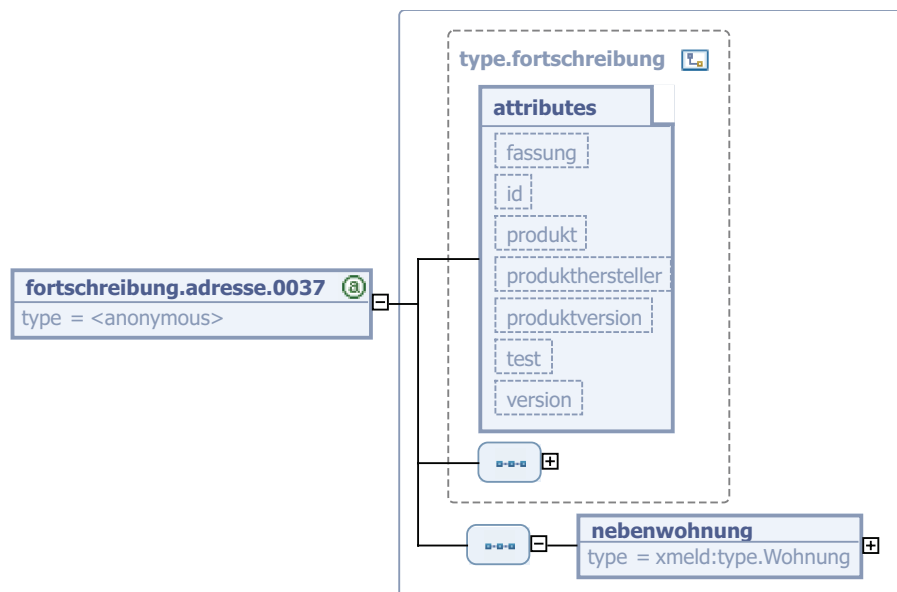 type.fortschreibung
attributes
fassung
id
produkt
produkthersteller
produktversion
test
version
fortschreibung.adresse.0037 @
type = <anonymous>
nebenwohnung
type = xmeld:type.Wohnung